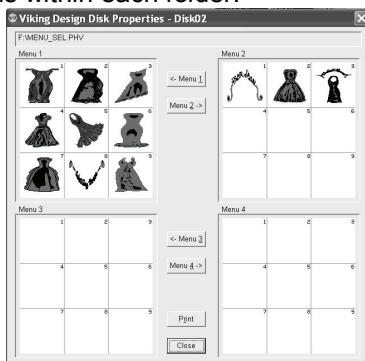 s within each folder.
Viking Design Disk Properties - Disk02
F:\MENU_SEL.PHV
Menu 1
Menu 2
1 2 3
4 5 6
7 8 9
<- Menu 1
Menu 2 ->
1 2 3
4 5 6
7 8 9
Menu 3
Menu 4
1 2 3
4 5 6
7 8 9
<- Menu 3
Menu 4 ->
Print
Close
1 2 3
4 5 6
7 8 9